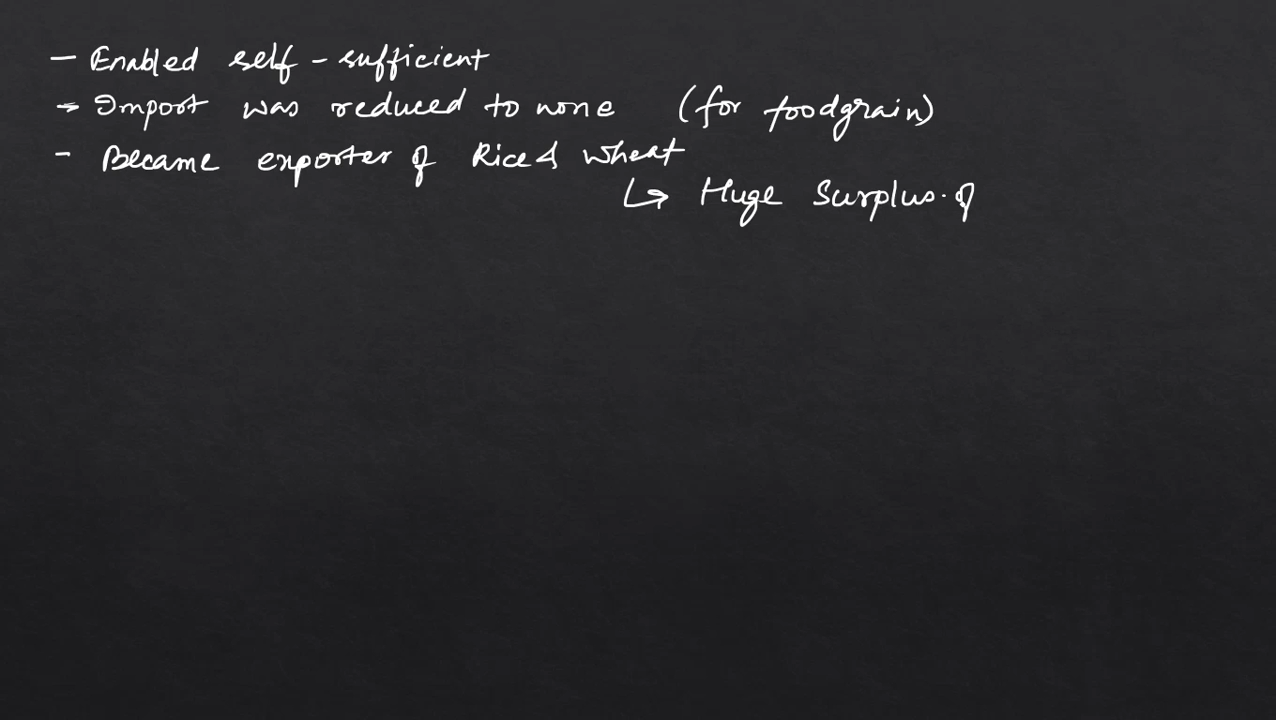 - Enabled self-sufficient
- Import was reduced to none (for foodgrain)
- Became exporter of Rice & wheat
↳ Huge Surplus of